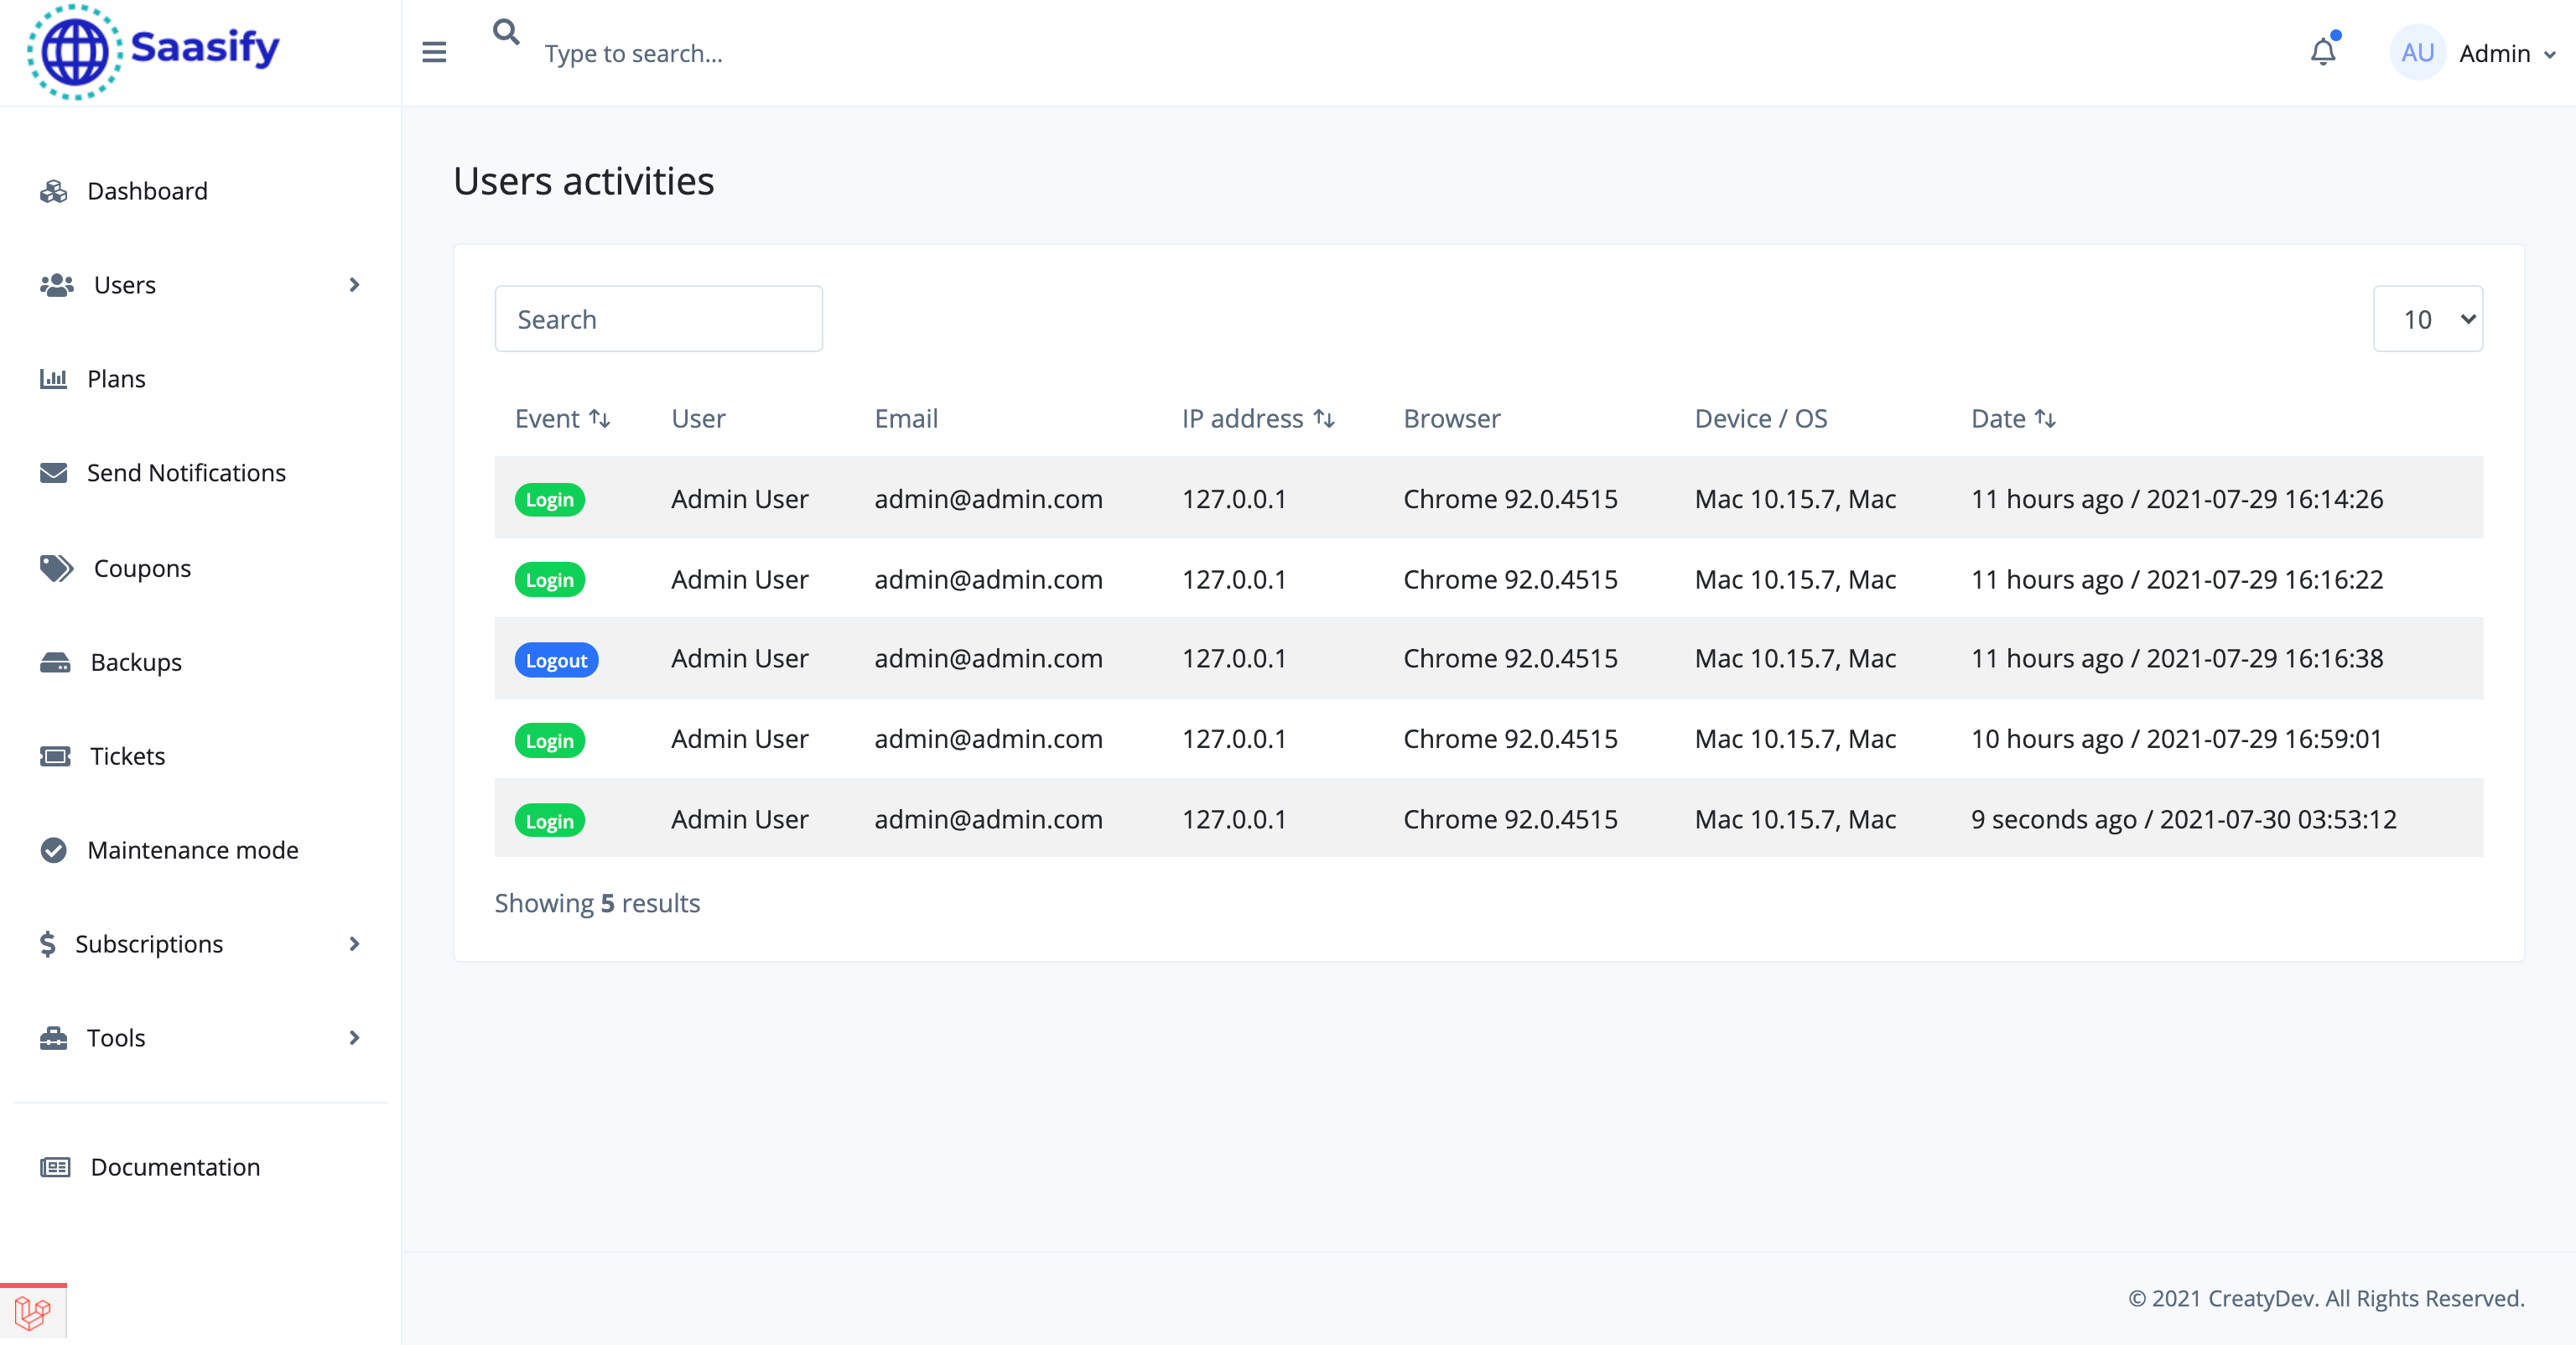 Saasify
Type to search...
AU Admin
Dashboard
Users
Plans
Send Notifications
Coupons
Backups
Tickets
Maintenance mode
Subscriptions
Tools
Documentation
Users activities
Search
10
Event User Email IP address Browser Device / OS Date
Login Admin User admin@admin.com 127.0.0.1 Chrome 92.0.4515 Mac 10.15.7, Mac 11 hours ago / 2021-07-29 16:14:26
Login Admin User admin@admin.com 127.0.0.1 Chrome 92.0.4515 Mac 10.15.7, Mac 11 hours ago / 2021-07-29 16:16:22
Logout Admin User admin@admin.com 127.0.0.1 Chrome 92.0.4515 Mac 10.15.7, Mac 11 hours ago / 2021-07-29 16:16:38
Login Admin User admin@admin.com 127.0.0.1 Chrome 92.0.4515 Mac 10.15.7, Mac 10 hours ago / 2021-07-29 16:59:01
Login Admin User admin@admin.com 127.0.0.1 Chrome 92.0.4515 Mac 10.15.7, Mac 9 seconds ago / 2021-07-30 03:53:12
Showing 5 results
© 2021 CreatyDev. All Rights Reserved.